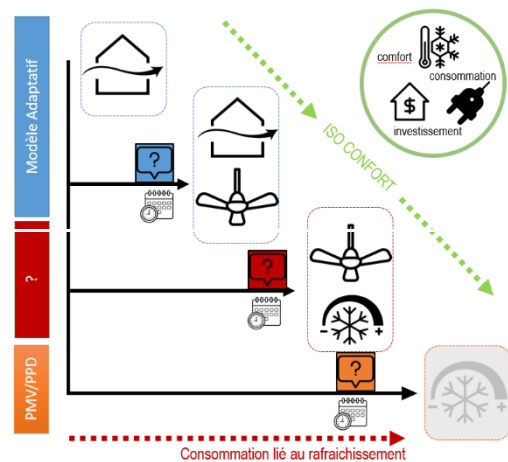 Modèle Adaptatif
?
PMV/PPD
?
?
?
- +
- +
ISO CONFORT
comfort
consommation
$
investissement
Consommation lié au rafraichissement